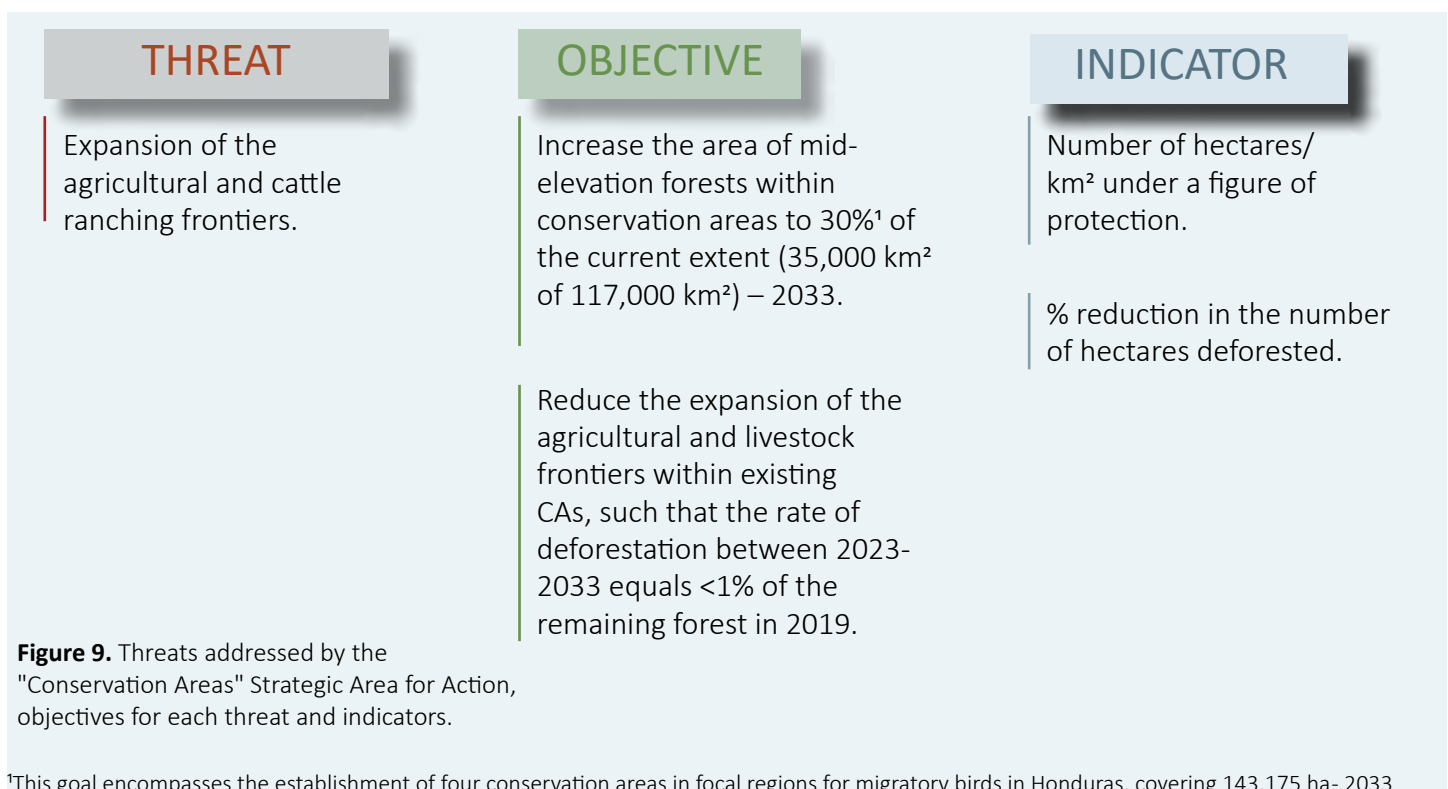 THREAT
Expansion of the
agricultural and cattle
ranching frontiers.
OBJECTIVE
Increase the area of mid-
elevation forests within
conservation areas to 30%¹ of
the current extent (35,000 km²
of 117,000 km²) – 2033.
Reduce the expansion of the
agricultural and livestock
frontiers within existing
CAs, such that the rate of
deforestation between 2023-
2033 equals <1% of the
remaining forest in 2019.
INDICATOR
Number of hectares/
km² under a figure of
protection.
% reduction in the number
of hectares deforested.
Figure 9. Threats addressed by the
"Conservation Areas" Strategic Area for Action,
objectives for each threat and indicators.
¹This goal encompasses the establishment of four conservation areas in focal regions for migratory birds in Honduras, covering 143,175 ha- 2033